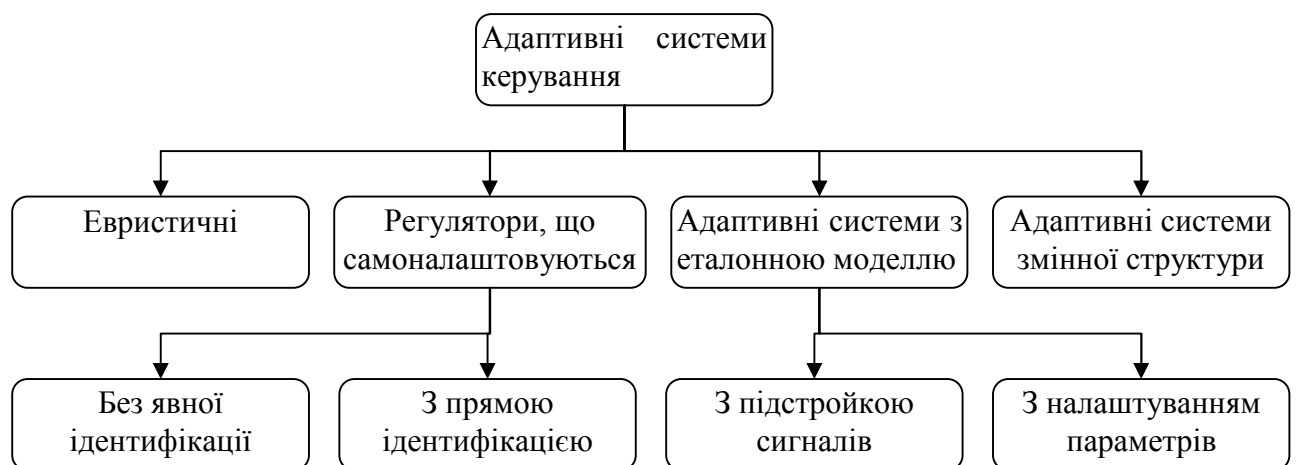 Адаптивні системи
керування
Евристичні
Регулятори, що
самоналаштовуються
Адаптивні системи з
еталонною моделлю
Адаптивні системи
змінної структури
Без явної
ідентифікації
З прямою
ідентифікацією
З підстройкою
сигналів
З налаштуванням
параметрів